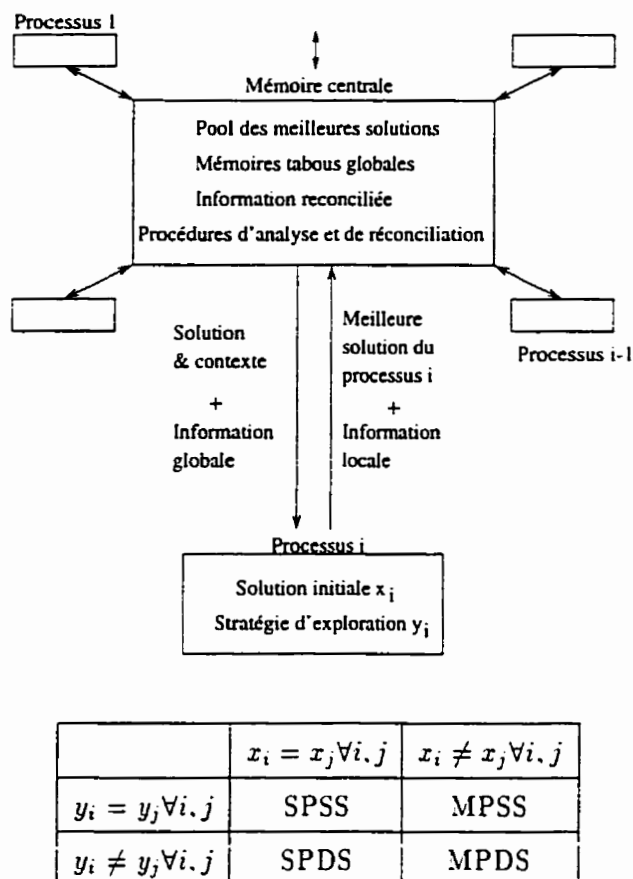 Processus 1
Mémoire centrale
Pool des meilleures solutions
Mémoires tabous globales
Information reconciliée
Procédures d'analyse et de réconciliation
Solution
& contexte
+
Information
globale
Meilleure
solution du
processus i
+
Information
locale
Processus i-1
Processus i
Solution initiale x_i
Stratégie d'exploration y_i
x_i = x_j∀i.j x_i ≠ x_j∀i.j
y_i = y_j∀i.j SPSS MPSS
y_i ≠ y_j∀i.j SPDS MPDS